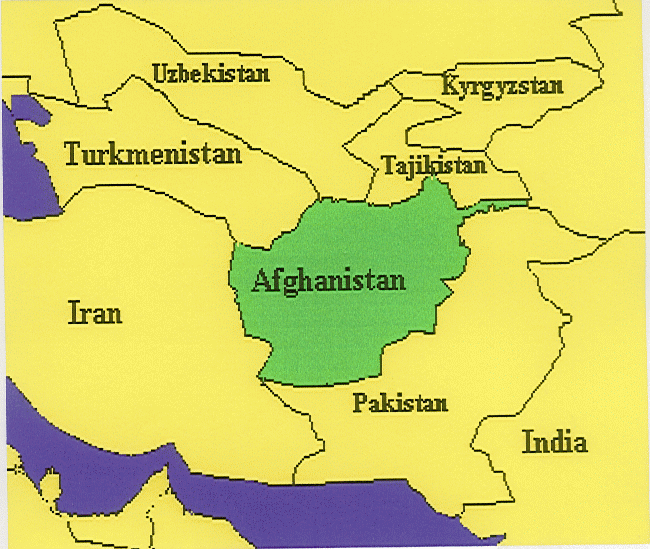 Uzbekistan
Kyrgyzstan
Turkmenistan
Tajikistan
Afghanistan
Iran
Pakistan
India